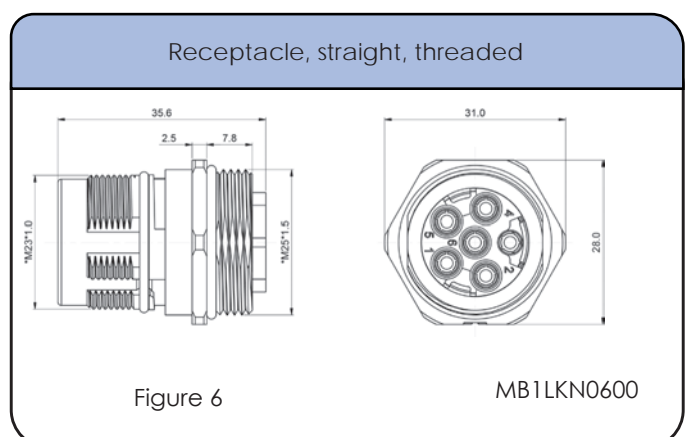 Receptacle, straight, threaded
35.6
2.5 7.8
*M23*1.0
*M25*1.5
31.0
28.0
4
5 6
1
2
Figure 6
MB1LKN0600